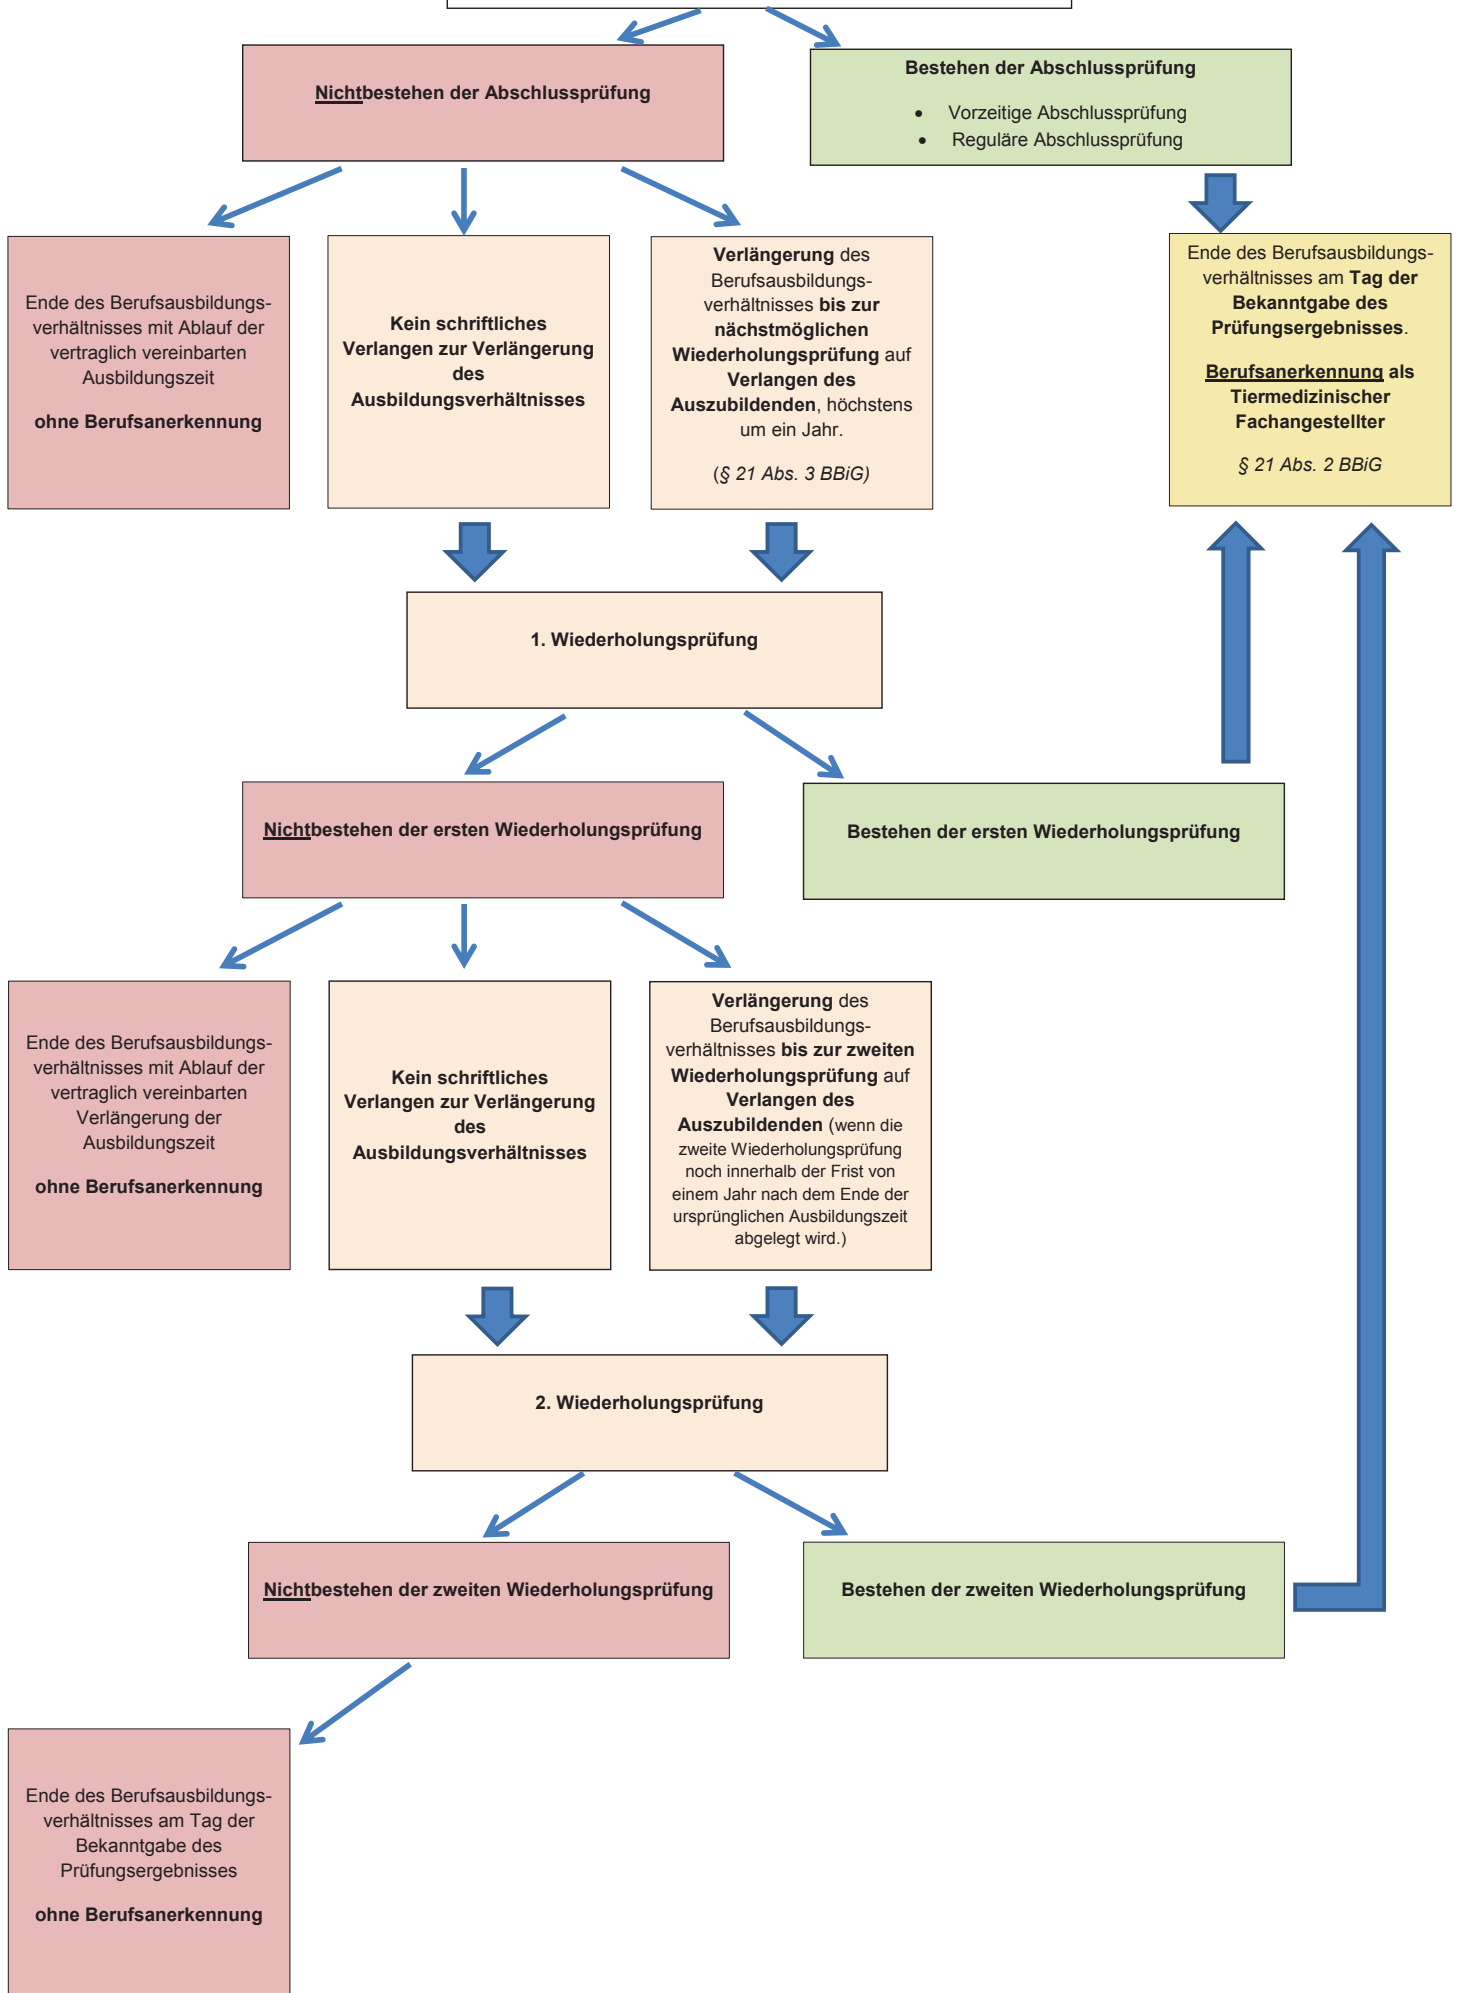 Nichtbestehen der Abschlussprüfung
Bestehen der Abschlussprüfung
• Vorzeitige Abschlussprüfung
• Reguläre Abschlussprüfung
Ende des Berufsausbildungs-
verhältnisses mit Ablauf der
vertraglich vereinbarten
Ausbildungszeit
ohne Berufsanerkennung
Kein schriftliches
Verlangen zur Verlängerung
des
Ausbildungsverhältnisses
Verlängerung des
Berufsausbildungs-
verhältnisses bis zur
nächstmöglichen
Wiederholungsprüfung auf
Verlangen des
Auszubildenden, höchstens
um ein Jahr.
(§ 21 Abs. 3 BBiG)
Ende des Berufsausbildungs-
verhältnisses am Tag der
Bekanntgabe des
Prüfungsergebnisses.
Berufsanerkennung als
Tiermedizinischer
Fachangestellter
§ 21 Abs. 2 BBiG
1. Wiederholungsprüfung
Nichtbestehen der ersten Wiederholungsprüfung
Bestehen der ersten Wiederholungsprüfung
Ende des Berufsausbildungs-
verhältnisses mit Ablauf der
vertraglich vereinbarten
Verlängerung der
Ausbildungszeit
ohne Berufsanerkennung
Kein schriftliches
Verlangen zur Verlängerung
des
Ausbildungsverhältnisses
Verlängerung des
Berufsausbildungs-
verhältnisses bis zur zweiten
Wiederholungsprüfung auf
Verlangen des
Auszubildenden (wenn die
zweite Wiederholungsprüfung
noch innerhalb der Frist von
einem Jahr nach dem Ende der
ursprünglichen Ausbildungszeit
abgelegt wird.)
2. Wiederholungsprüfung
Nichtbestehen der zweiten Wiederholungsprüfung
Bestehen der zweiten Wiederholungsprüfung
Ende des Berufsausbildungs-
verhältnisses am Tag der
Bekanntgabe des
Prüfungsergebnisses
ohne Berufsanerkennung